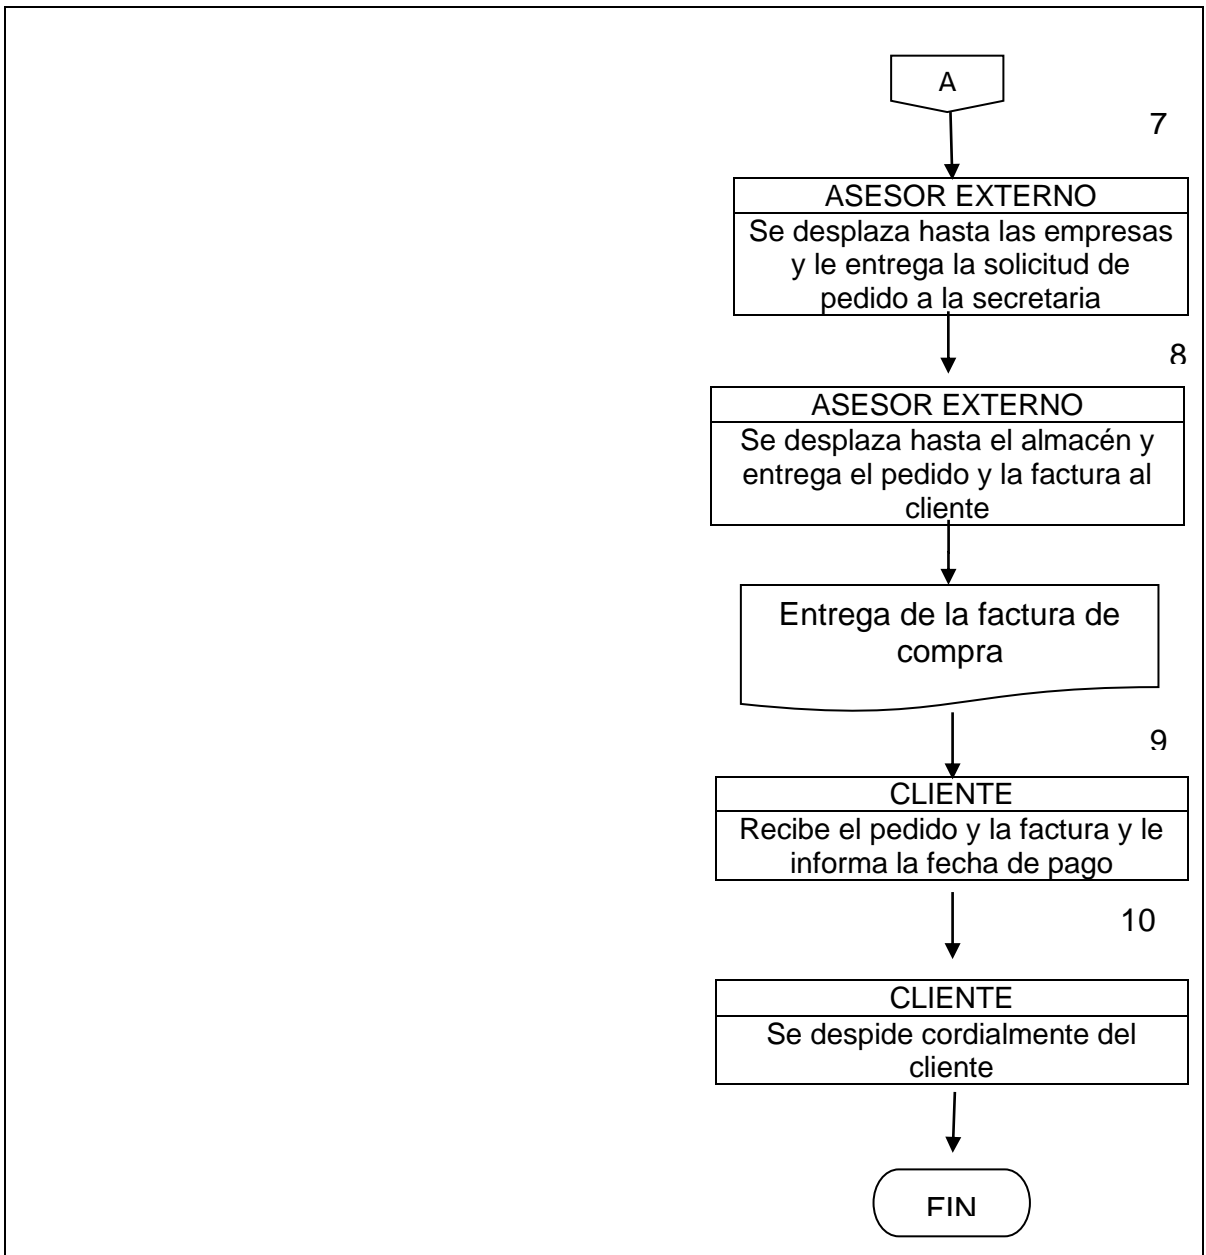 A
7
ASESOR EXTERNO
Se desplaza hasta las empresas
y le entrega la solicitud de
pedido a la secretaria
8
ASESOR EXTERNO
Se desplaza hasta el almacén y
entrega el pedido y la factura al
cliente
Entrega de la factura de
compra
9
CLIENTE
Recibe el pedido y la factura y le
informa la fecha de pago
10
CLIENTE
Se despide cordialmente del
cliente
FIN